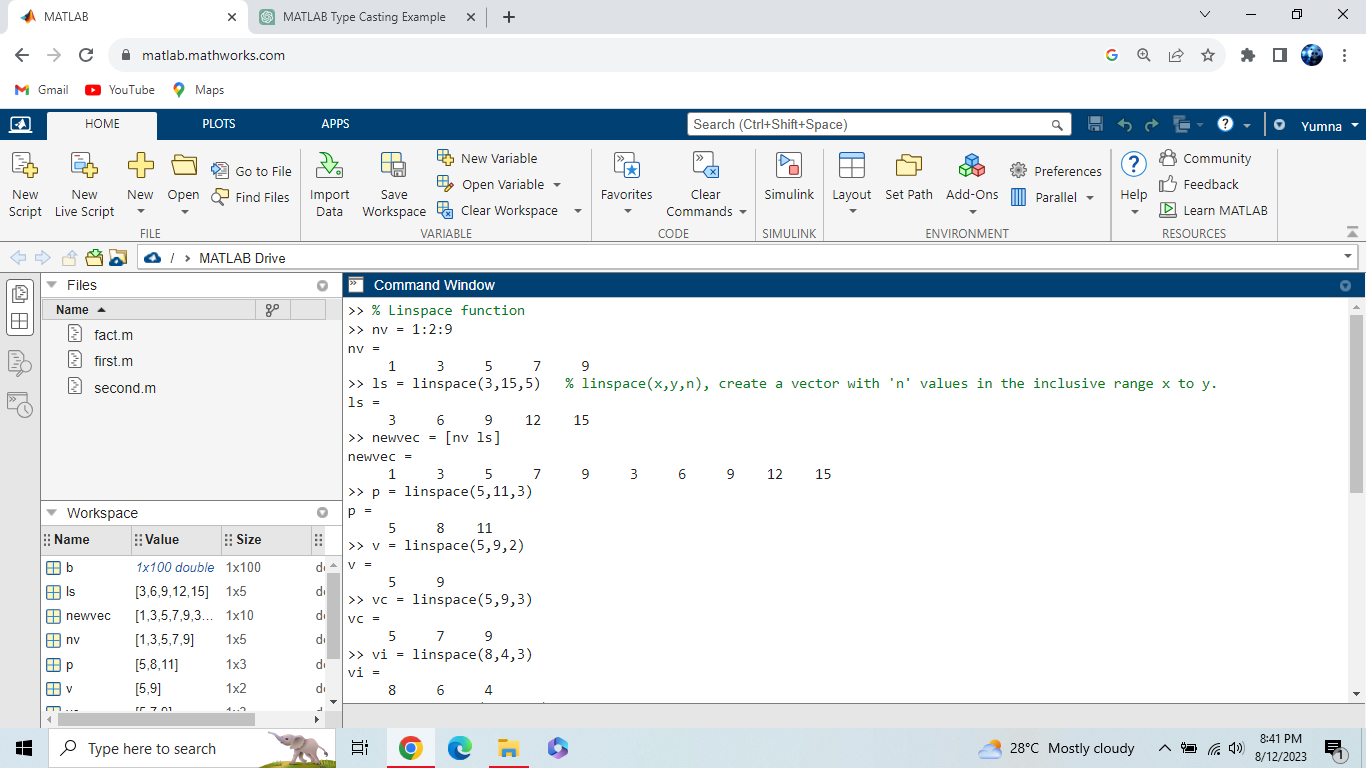 MATLAB
MATLAB Type Casting Example
matlab.mathworks.com
Gmail YouTube Maps
HOME PLOTS APPS Search (Ctrl+Shift+Space) Yumna
New Script
New Live Script
New
Open
Go to File
Find Files
FILE
Import Data
Save Workspace
New Variable
Open Variable
Clear Workspace
VARIABLE
Favorites
Clear Commands
CODE
Simulink
SIMULINK
Layout
Set Path
Add-Ons
Preferences
Parallel
ENVIRONMENT
Help
Community
Feedback
Learn MATLAB
RESOURCES
/ MATLAB Drive
Files
Name
fact.m
first.m
second.m
Workspace
Name Value Size
b 1x100 double 1x100
ls [3,6,9,12,15] 1x5
newvec [1,3,5,7,9,3... 1x10
nv [1,3,5,7,9] 1x5
p [5,8,11] 1x3
v [5,9] 1x2
Command Window
>> % Linspace function
>> nv = 1:2:9
nv =
1 3 5 7 9
>> ls = linspace(3,15,5) % linspace(x,y,n), create a vector with 'n' values in the inclusive range x to y.
ls =
3 6 9 12 15
>> newvec = [nv ls]
newvec =
1 3 5 7 9 3 6 9 12 15
>> p = linspace(5,11,3)
p =
5 8 11
>> v = linspace(5,9,2)
v =
5 9
>> vc = linspace(5,9,3)
vc =
5 7 9
>> vi = linspace(8,4,3)
vi =
8 6 4
Type here to search
28°C Mostly cloudy
8:41 PM
8/12/2023
1